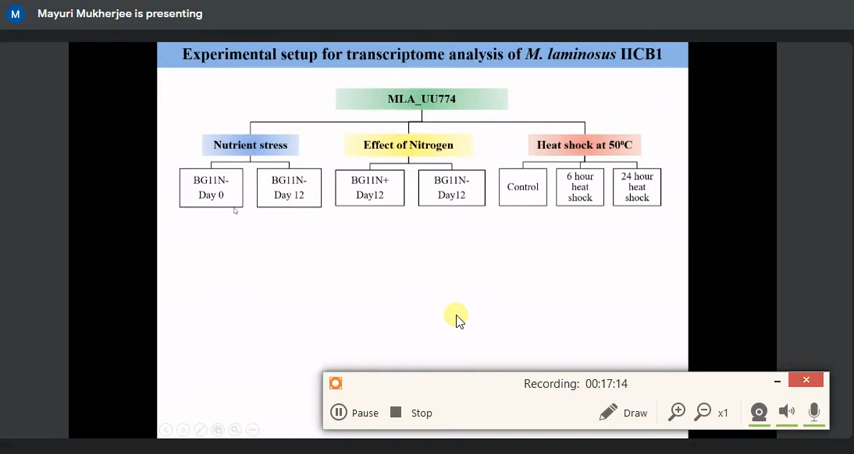 M Mayuri Mukherjee is presenting
Experimental setup for transcriptome analysis of M. laminosus IICB1
MLA_UU774
Nutrient stress
Effect of Nitrogen
Heat shock at 50⁰C
BG11N-
Day 0
BG11N-
Day 12
BG11N+
Day12
BG11N-
Day12
Control
6 hour
heat
shock
24 hour
heat
shock
Recording: 00:17:14
Pause
Stop
Draw
x1